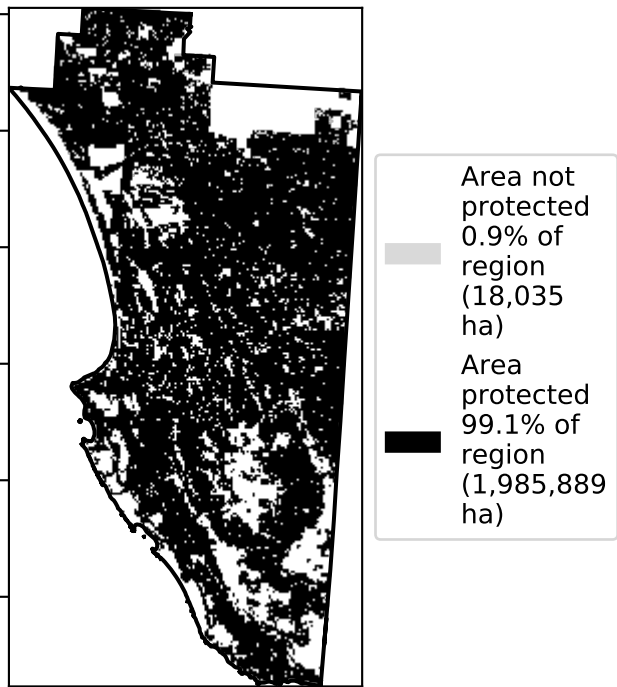 Area not
protected
0.9% of
region
(18,035
ha)
Area
protected
99.1% of
region
(1,985,889
ha)